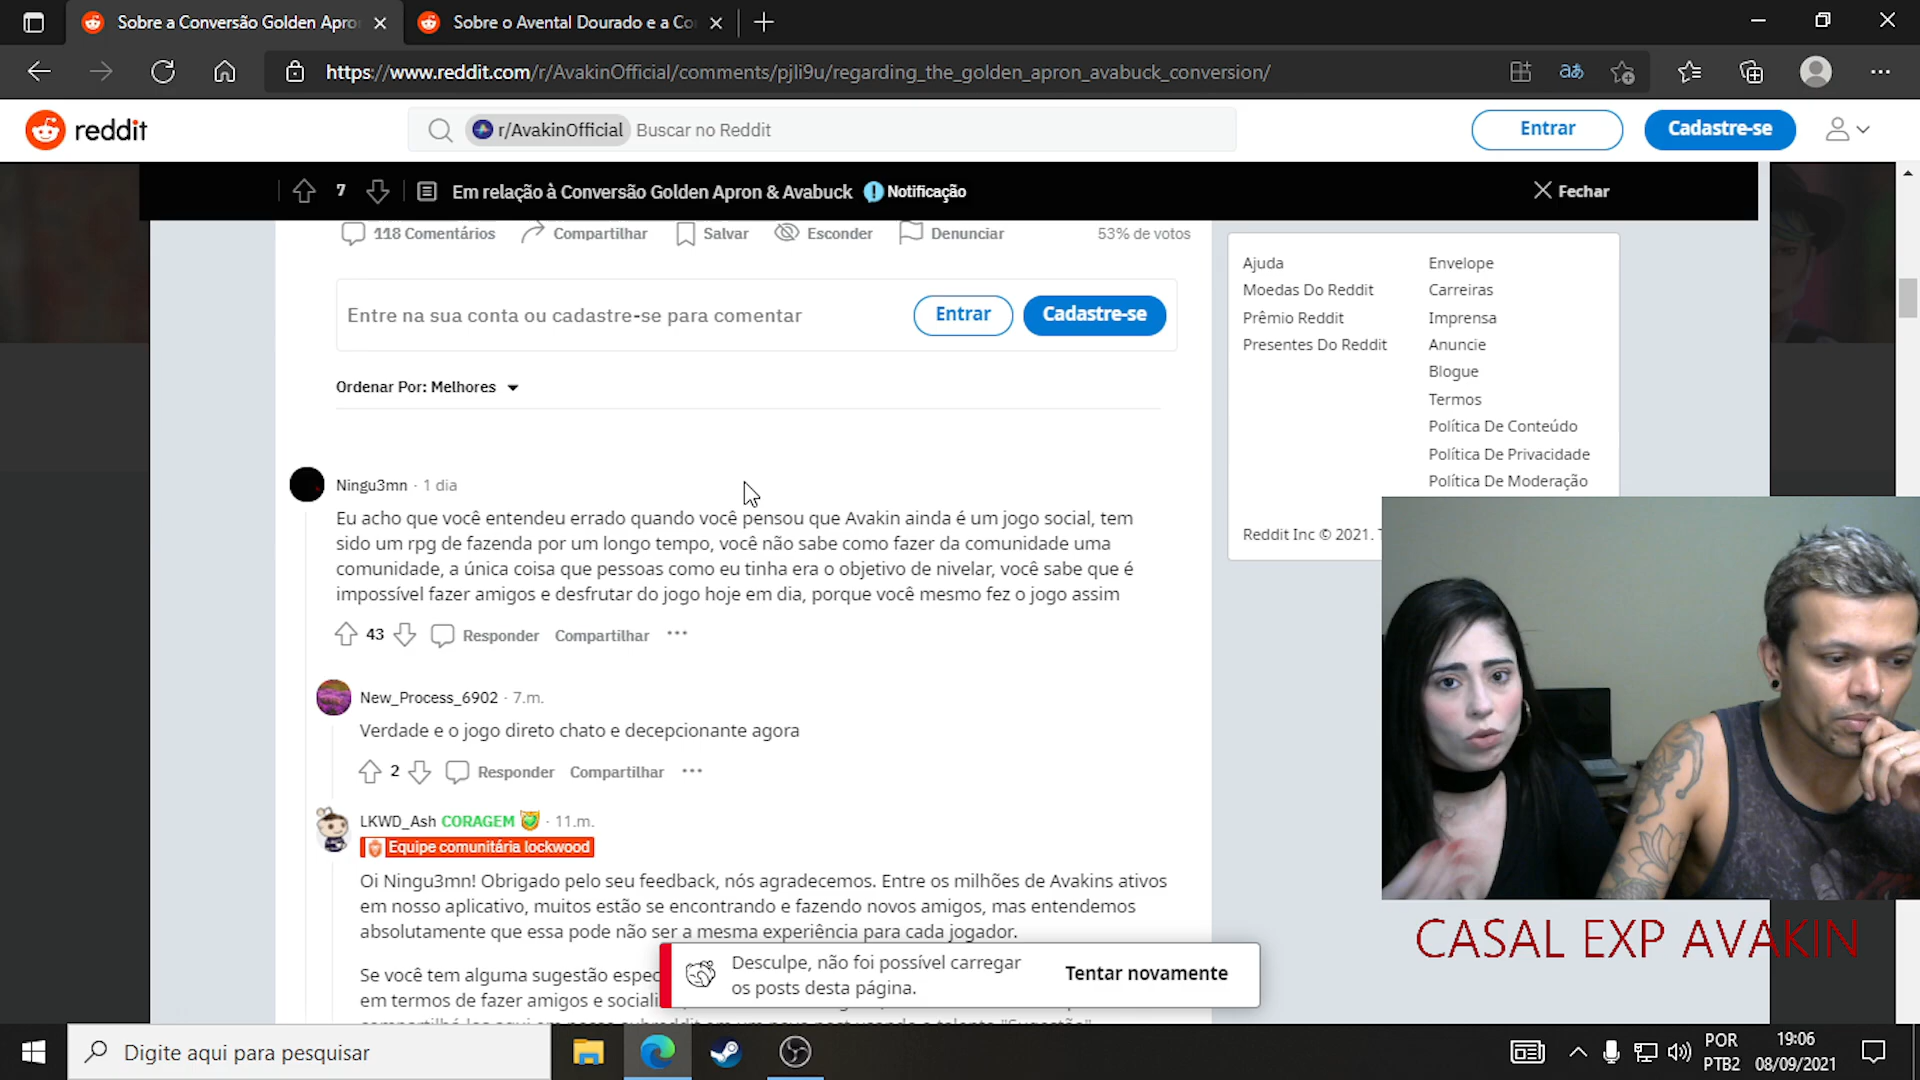 Sobre a Conversão Golden Apro
Sobre o Avental Dourado e a Co
https://www.reddit.com/r/AvakinOfficial/comments/pjli9u/regarding_the_golden_apron_avabuck_conversion/
aあ
reddit
r/AvakinOfficial
Buscar no Reddit
Entrar
Cadastre-se
7
Em relação à Conversão Golden Apron & Avabuck
Notificação
Fechar
118 Comentários
Compartilhar
Salvar
Esconder
Denunciar
53% de votos
Entre na sua conta ou cadastre-se para comentar
Entrar
Cadastre-se
Ordenar Por: Melhores
Ningu3mn · 1 dia
Eu acho que você entendeu errado quando você pensou que Avakin ainda é um jogo social, tem
sido um rpg de fazenda por um longo tempo, você não sabe como fazer da comunidade uma
comunidade, a única coisa que pessoas como eu tinha era o objetivo de nivelar, você sabe que é
impossível fazer amigos e desfrutar do jogo hoje em dia, porque você mesmo fez o jogo assim
43
Responder
Compartilhar
New_Process_6902 · 7.m.
Verdade e o jogo direto chato e decepcionante agora
2
Responder
Compartilhar
LKWD_Ash CORAGEM · 11.m.
Equipe comunitária lockwood
Oi Ningu3mn! Obrigado pelo seu feedback, nós agradecemos. Entre os milhões de Avakins ativos
em nosso aplicativo, muitos estão se encontrando e fazendo novos amigos, mas entendemos
absolutamente que essa pode não ser a mesma experiência para cada jogador.
Se você tem alguma sugestão espec
em termos de fazer amigos e sociali
Desculpe, não foi possível carregar
os posts desta página.
Tentar novamente
Ajuda
Moedas Do Reddit
Prêmio Reddit
Presentes Do Reddit
Envelope
Carreiras
Imprensa
Anuncie
Blogue
Termos
Política De Conteúdo
Política De Privacidade
Política De Moderação
Reddit Inc © 2021. T
CASAL EXP AVAKIN
Digite aqui para pesquisar
POR
PTB2
19:06
08/09/2021